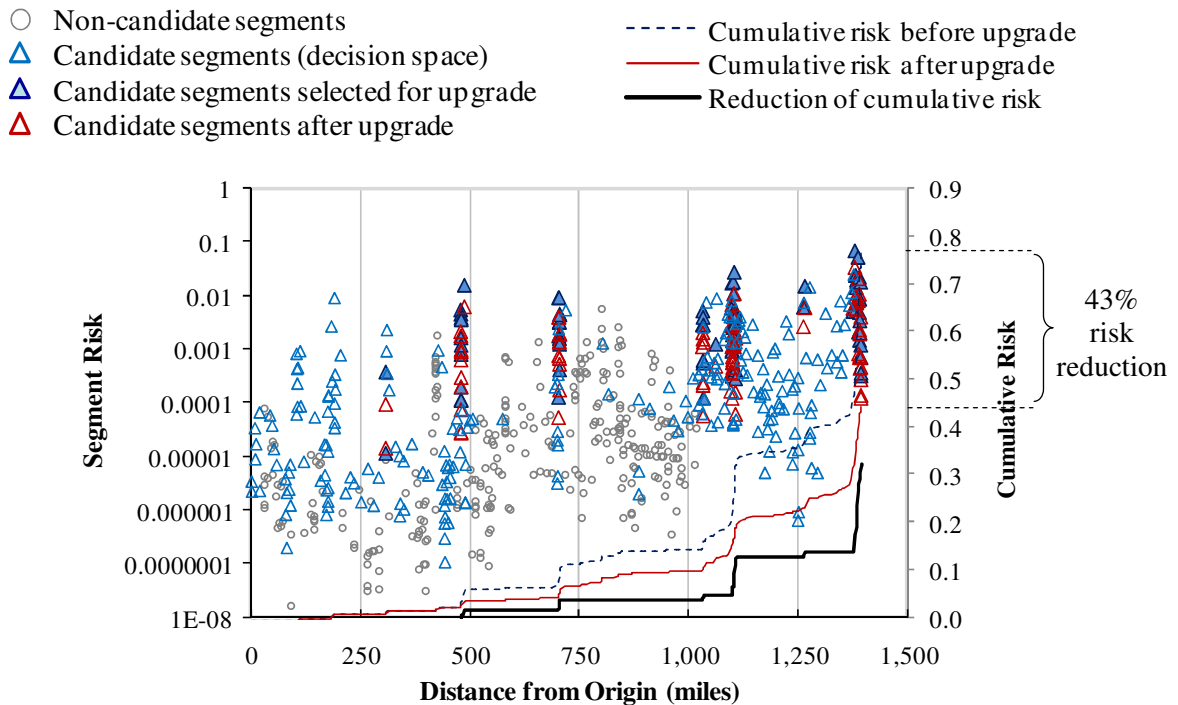 Non-candidate segments
Candidate segments (decision space)
Candidate segments selected for upgrade
Candidate segments after upgrade
Cumulative risk before upgrade
Cumulative risk after upgrade
Reduction of cumulative risk
1
0.1
0.01
0.001
0.0001
0.00001
0.000001
0.0000001
1E-08
Segment Risk
0.9
0.8
0.7
0.6
0.5
0.4
0.3
0.2
0.1
0.0
Cumulative Risk
43%
risk
reduction
0
250
500
750
1,000
1,250
1,500
Distance from Origin (miles)